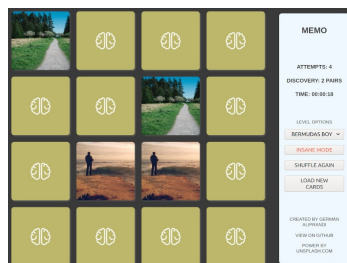 MEMO
ATTEMPTS: 4
DISCOVERY: 2 PAIRS
TIME: 00:00:18
LEVEL OPTIONS
BERMUDAS BOY
INSANE MODE
SHUFFLE AGAIN
LOAD NEW
CARDS
CREATED BY GERMAN
ALIPRANDI
VIEW ON GITHUB
POWER BY
UNSPLASH.COM